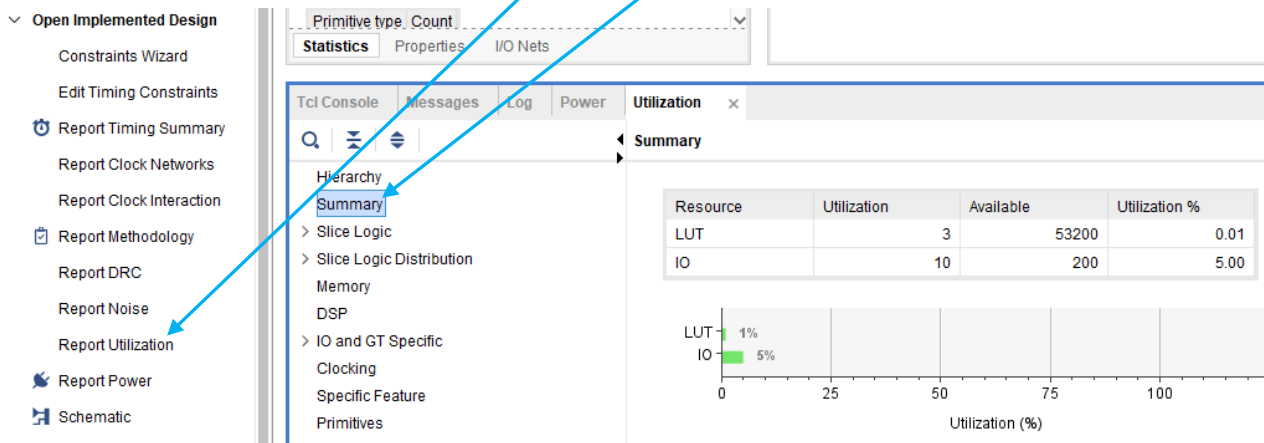 Open Implemented Design
Constraints Wizard
Edit Timing Constraints
Report Timing Summary
Report Clock Networks
Report Clock Interaction
Report Methodology
Report DRC
Report Noise
Report Utilization
Report Power
Schematic
Primitive type Count
Statistics Properties I/O Nets
Tcl Console Messages Log Power Utilization
Summary
Hierarchy
Summary
Slice Logic
Slice Logic Distribution
Memory
DSP
IO and GT Specific
Clocking
Specific Feature
Primitives
Resource Utilization Available Utilization %
LUT 3 53200 0.01
IO 10 200 5.00
LUT 1%
IO 5%
0 25 50 75 100
Utilization (%)